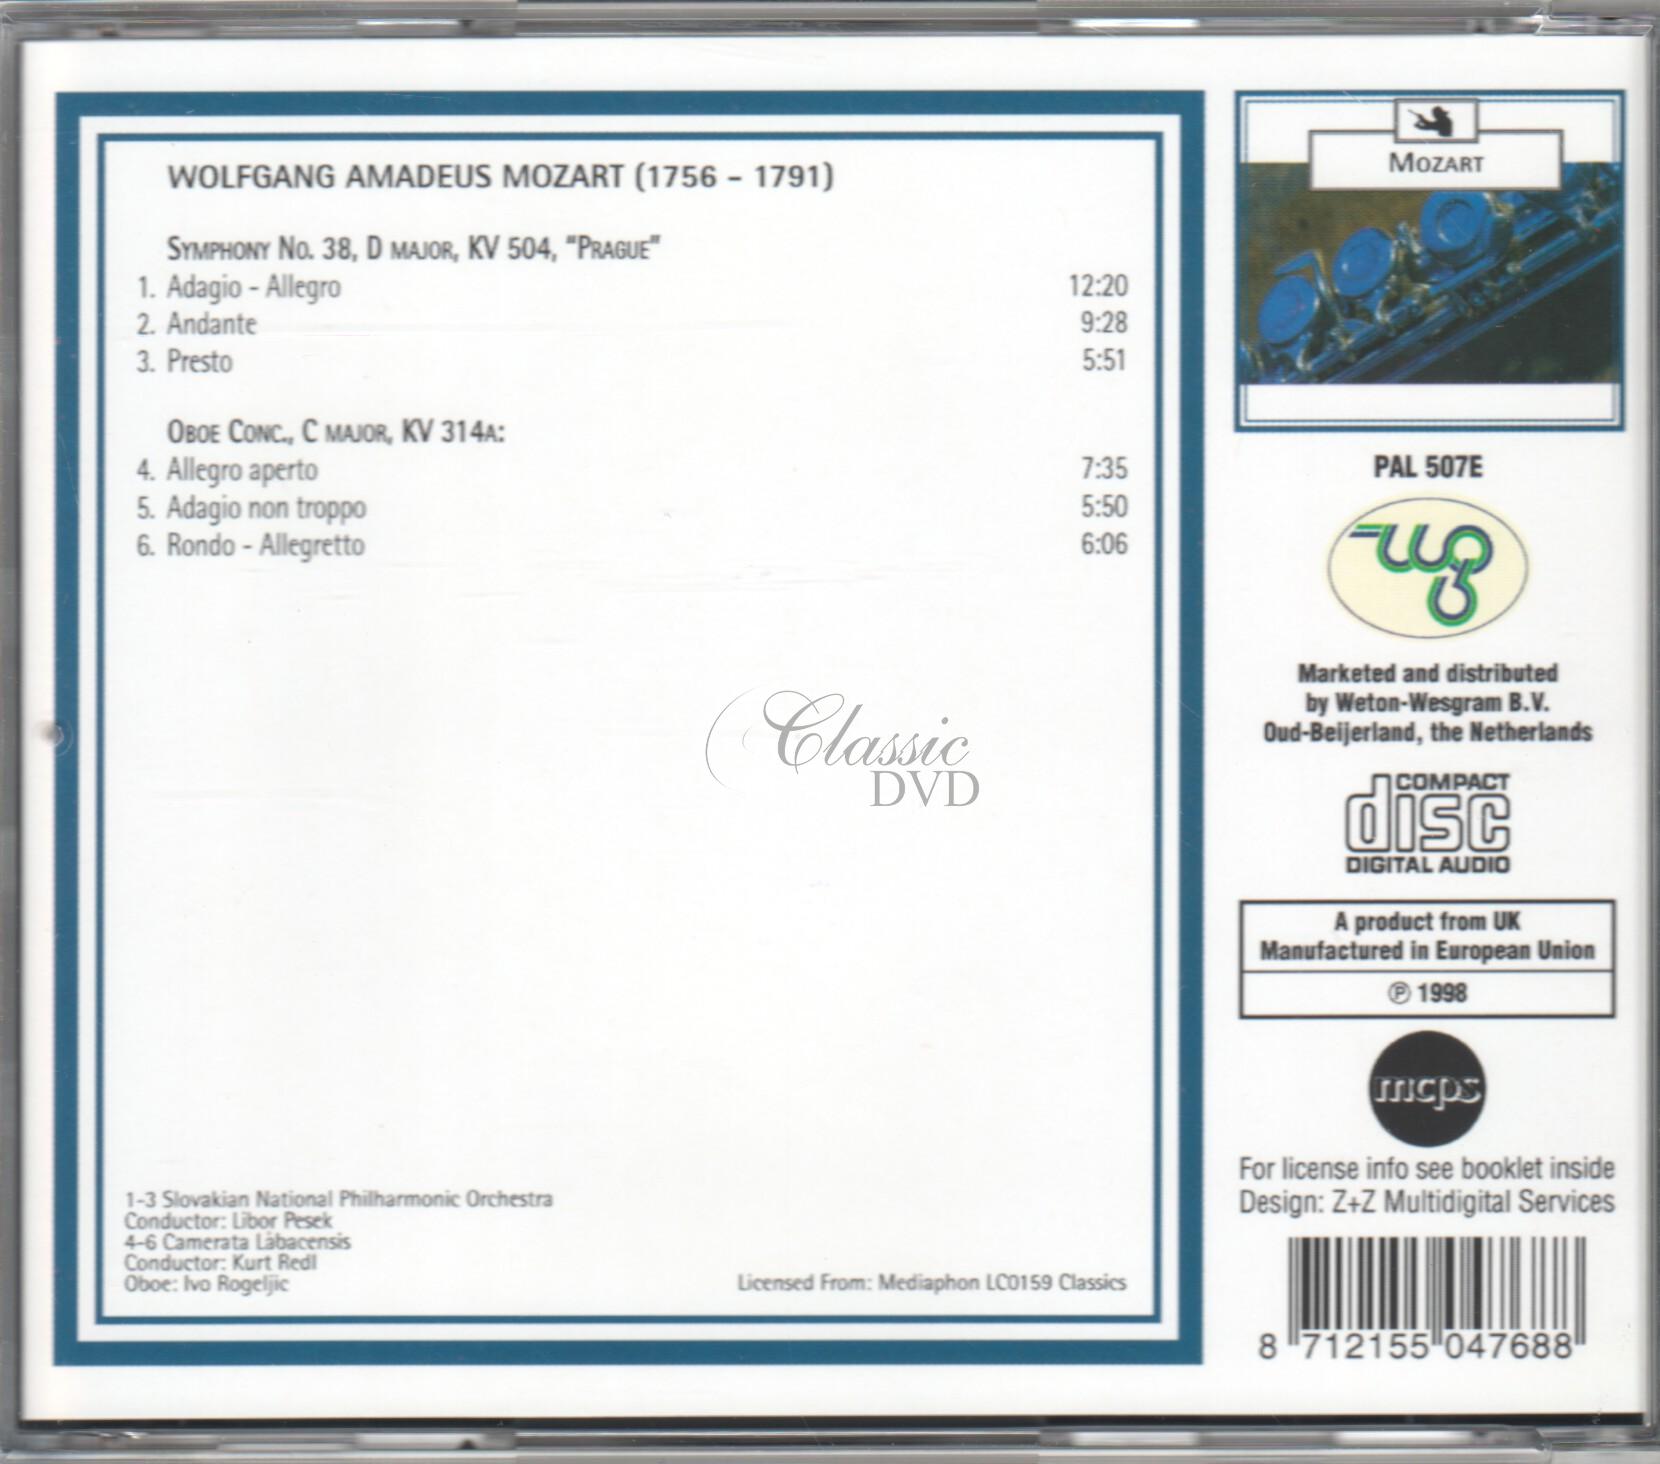 WOLFGANG AMADEUS MOZART (1756 – 1791)
SYMPHONY NO. 38, D MAJOR, KV 504, "PRAGUE"
1. Adagio - Allegro 12:20
2. Andante 9:28
3. Presto 5:51
OBOE CONC., C MAJOR, KV 314A:
4. Allegro aperto 7:35
5. Adagio non troppo 5:50
6. Rondo - Allegretto 6:06
Classic
DVD
1-3 Slovakian National Philharmonic Orchestra
Conductor: Libor Pesek
4-6 Camerata Labacensis
Conductor: Kurt Redl
Oboe: Ivo Rogeljic
Licensed From: Mediaphon LC0159 Classics
MOZART
PAL 507E
Marketed and distributed
by Weton-Wesgram B.V.
Oud-Beijerland, the Netherlands
COMPACT
disc
DIGITAL AUDIO
A product from UK
Manufactured in European Union
℗ 1998
mcps
For license info see booklet inside
Design: Z+Z Multidigital Services
8 712155 047688